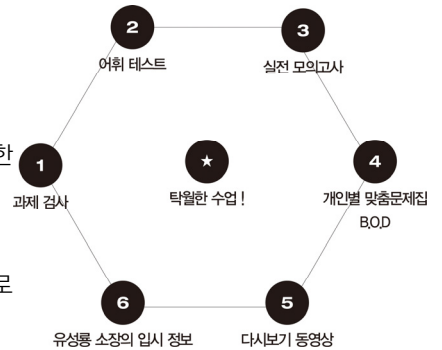 2
어휘 테스트
3
실전 모의고사
한
1
과제 검사
★
탁월한 수업 !
4
개인별 맞춤문제집
B.O.D
로
6
유성룡 소장의 입시 정보
5
다시보기 동영상